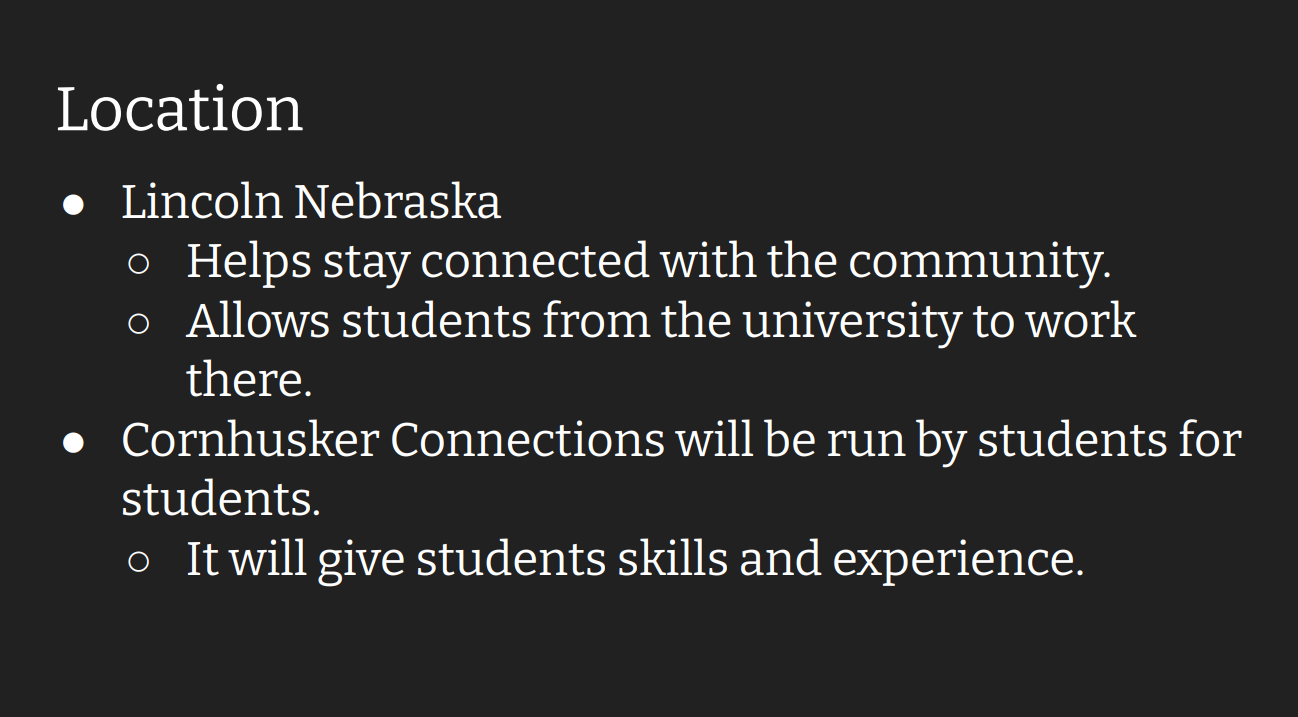 Location
● Lincoln Nebraska
○ Helps stay connected with the community.
○ Allows students from the university to work
there.
● Cornhusker Connections will be run by students for
students.
○ It will give students skills and experience.